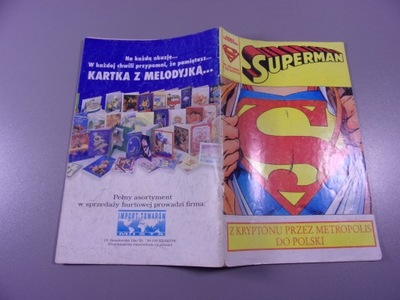 Na każdą okazję...
W każdej chwili przypomni, że pamiętasz...
KARTKA Z MELODYJKĄ...
Pełny asortyment
w sprzedaży hurtowej prowadzi firma:
IMPORT TOWARÓW
SUPERMAN
Z KRYPTONU PRZEZ METROPOLIS
DO POLSKI